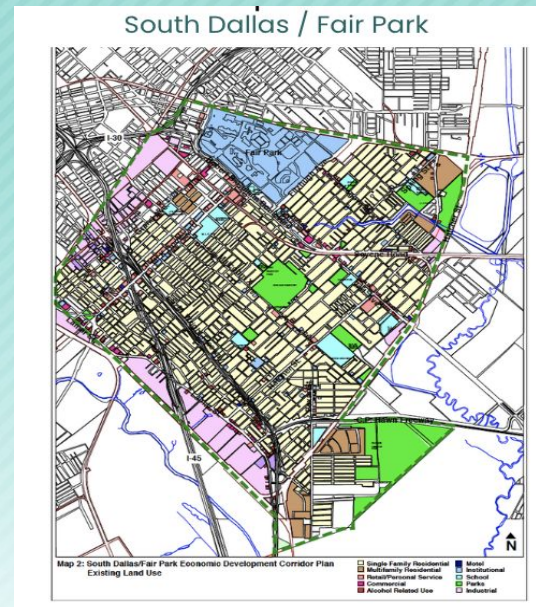 South Dallas / Fair Park
I-30
Fair Park
C.F. Hawn Freeway
I-45
N
Map 2: South Dallas/Fair Park Economic Development Corridor Plan
Existing Land Use
Single Family Residential
Multifamily Residential
Retail/Personal Service
Commercial
Alcohol Related Use
Motel
Institutional
School
Parks
Industrial